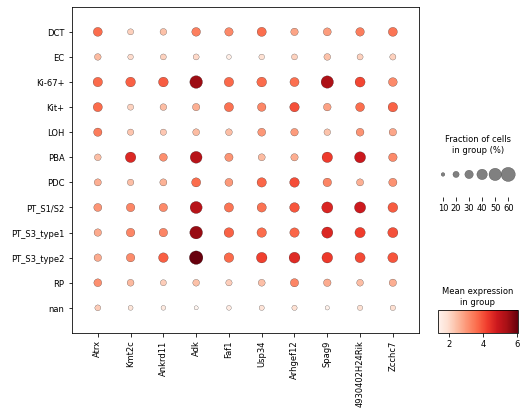 DCT
EC
Ki-67+
Kit+
LOH
PBA
PDC
PT_S1/S2
PT_S3_type1
PT_S3_type2
RP
nan
Atrx
Kmt2c
Ankrd11
Adk
Faf1
Usp34
Arhgef12
Spag9
4930402H24Rik
Zcchc7
Fraction of cells
in group (%)
10 20 30 40 50 60
Mean expression
in group
2 4 6